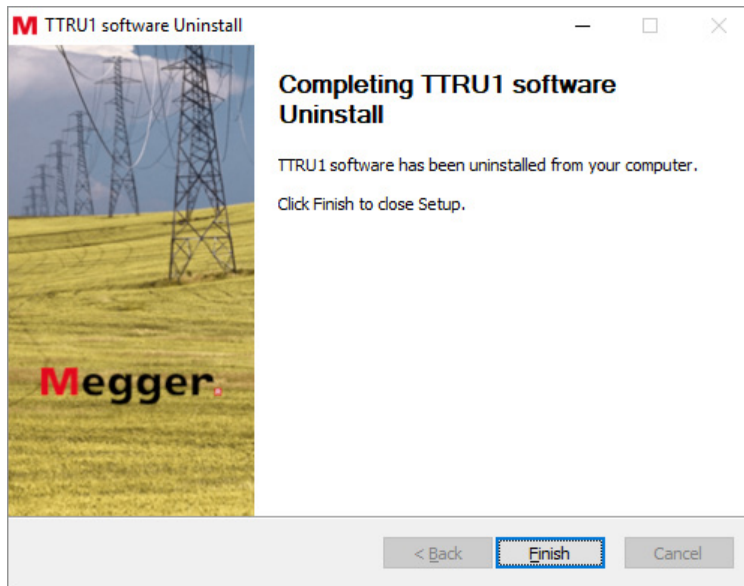 M TTRU1 software Uninstall
Completing TTRU1 software
Uninstall
TTRU1 software has been uninstalled from your computer.
Click Finish to close Setup.
Megger.
< Back
Finish
Cancel